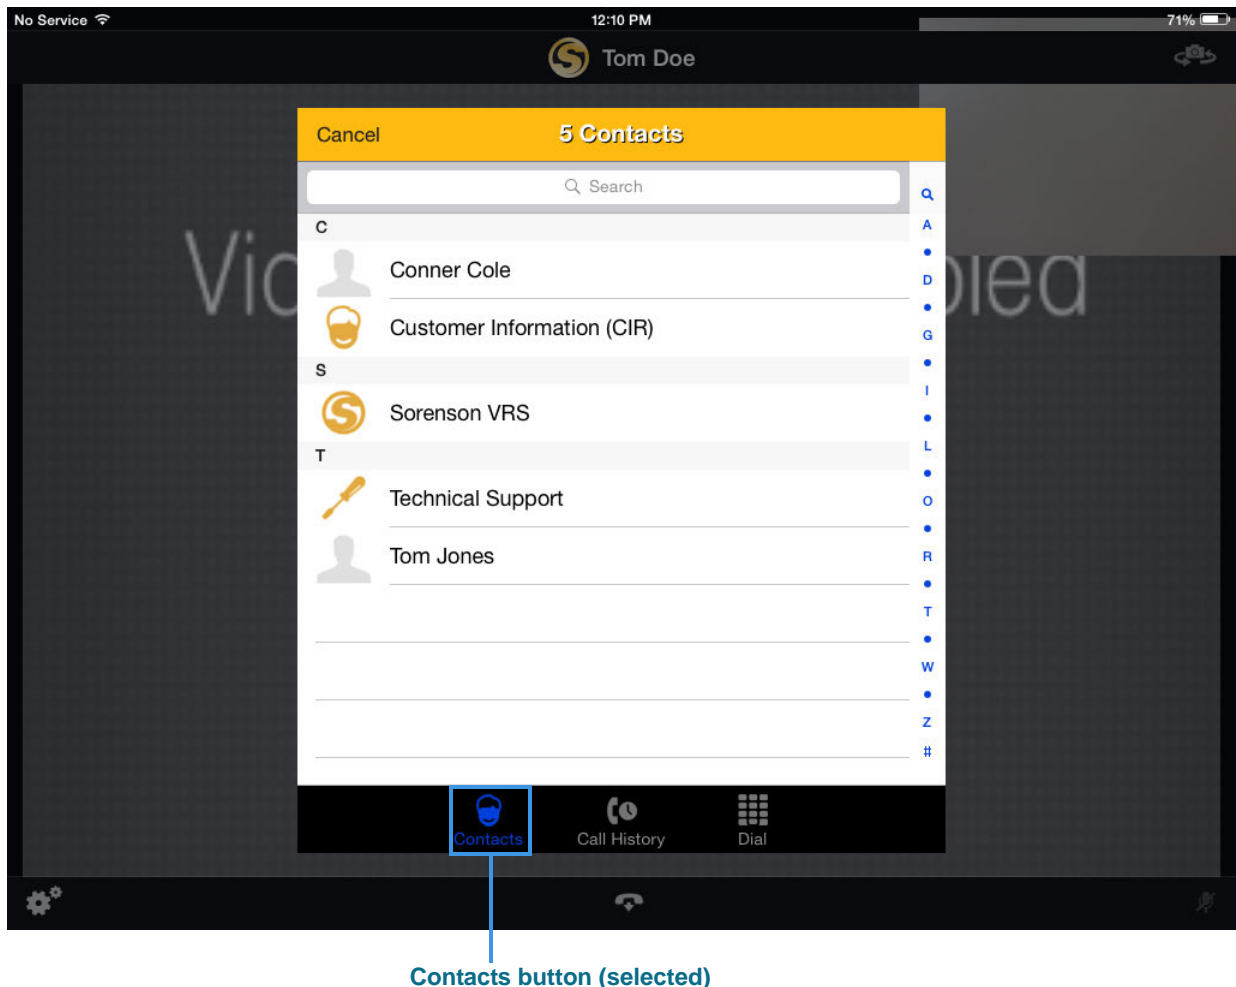 No Service 12:10 PM 71%
Tom Doe
Cancel 5 Contacts
Search
C
Conner Cole
Customer Information (CIR)
S
Sorenson VRS
T
Technical Support
Tom Jones
A
D
G
I
L
O
R
T
W
Z
#
Contacts Call History Dial
Contacts button (selected)